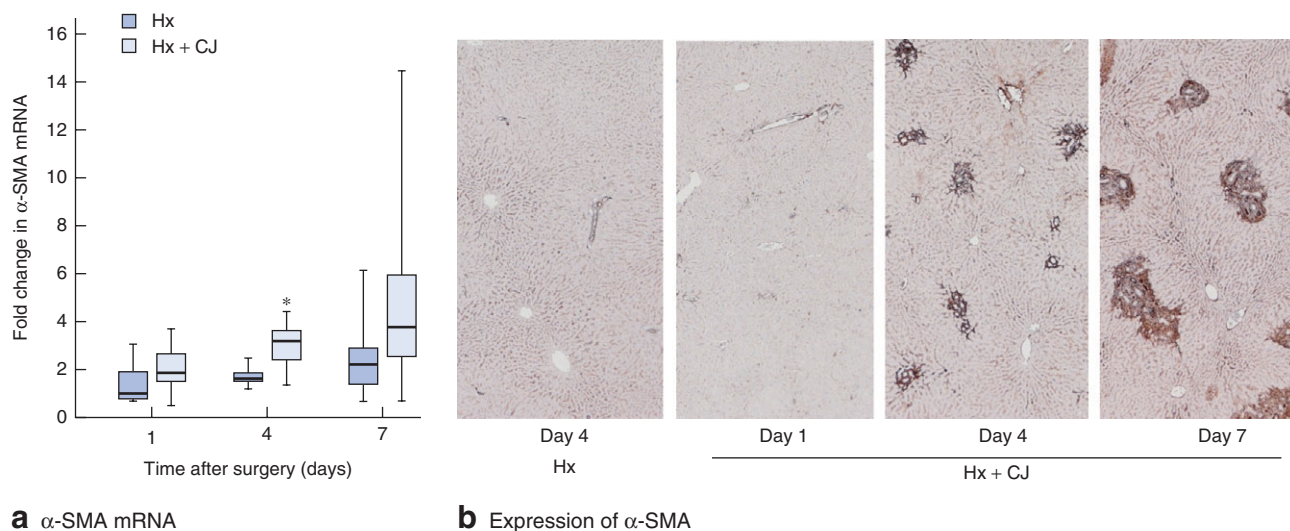 16
14
12
10
8
6
4
2
0
Fold change in α-SMA mRNA
Hx
Hx + CJ
*
1 4 7
Time after surgery (days)
a α-SMA mRNA
Day 4 Day 1 Day 4 Day 7
Hx Hx + CJ
b Expression of α-SMA